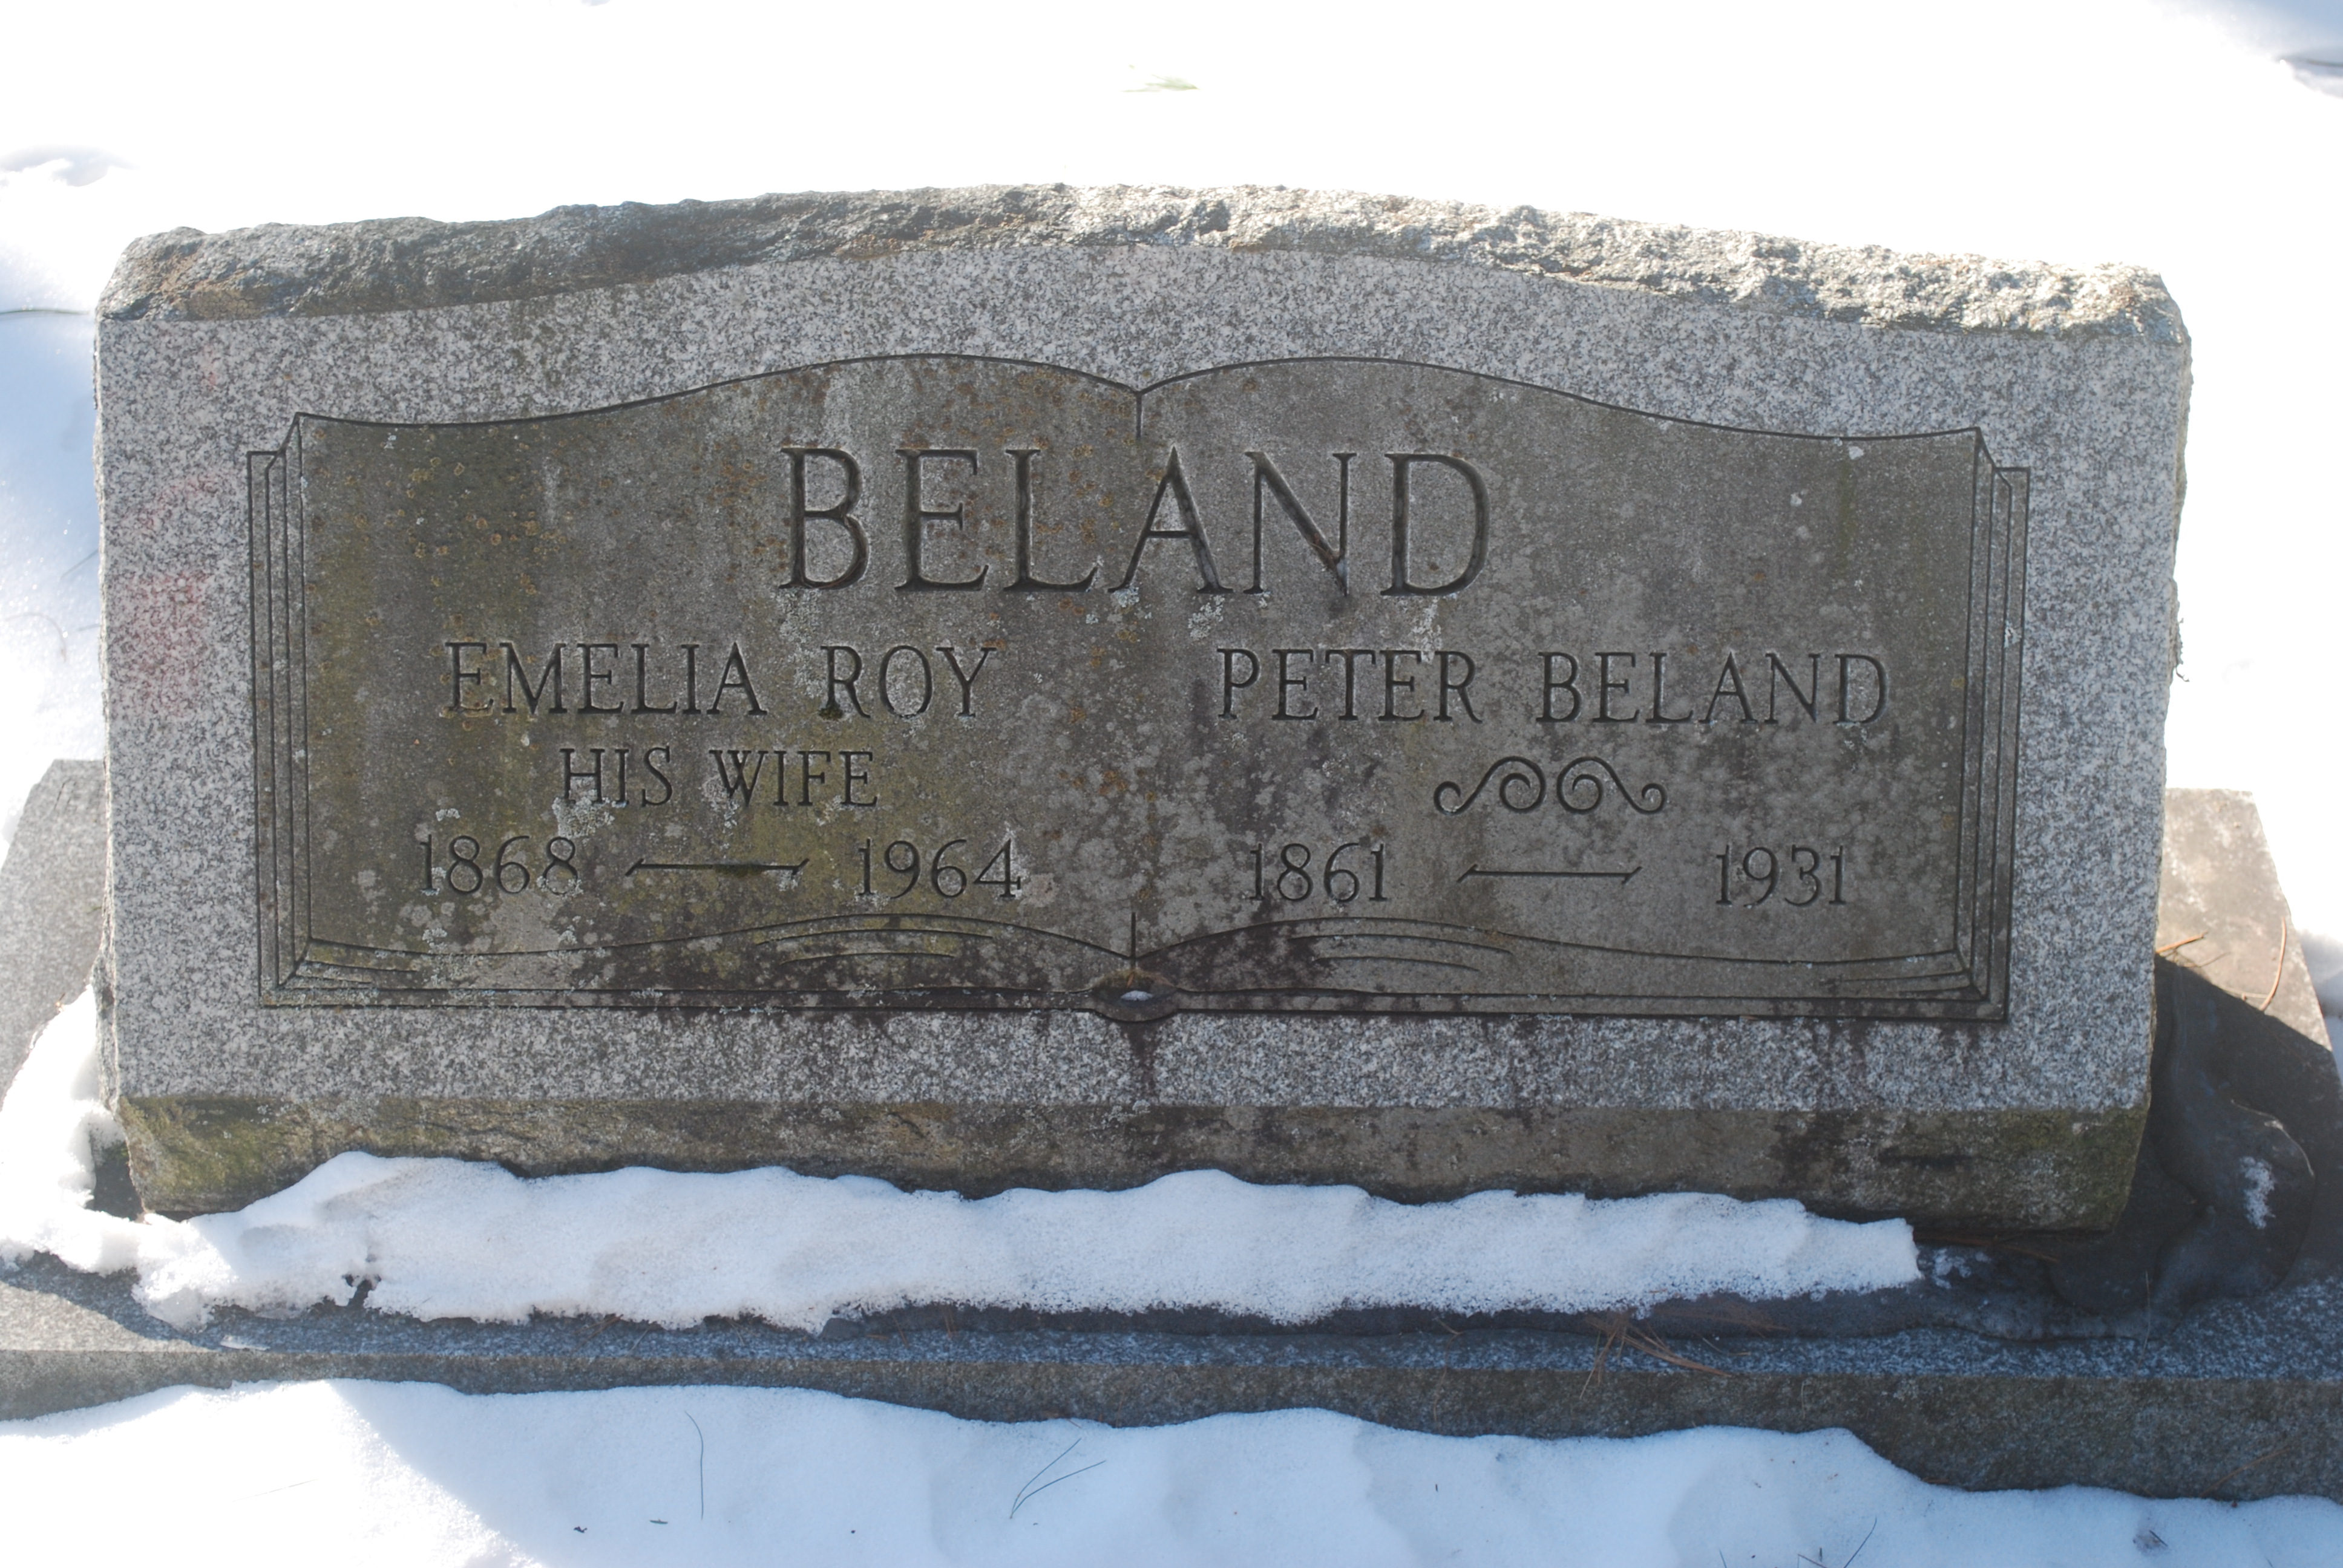 BELAND
EMELIA ROY
HIS WIFE
1868 — 1964
PETER BELAND
1861 — 1931